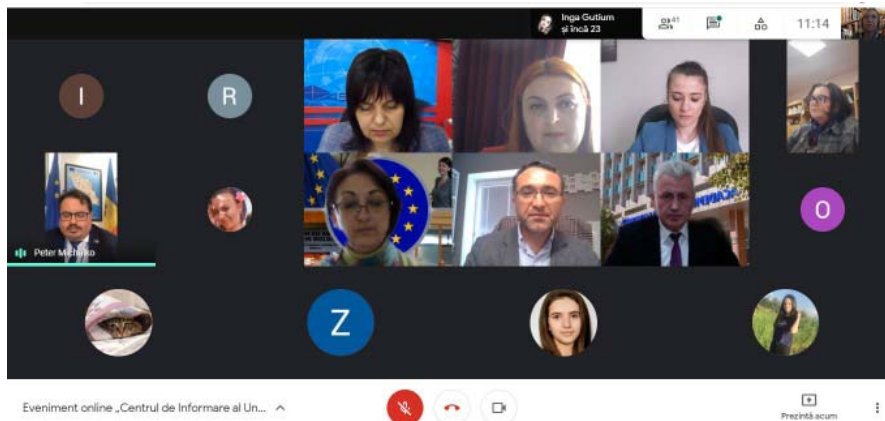 Inga Gutium
și încă 23
41
11:14
I
R
Peter Michalko
O
Z
Eveniment online „Centrul de Informare al Un...
Prezintă acum